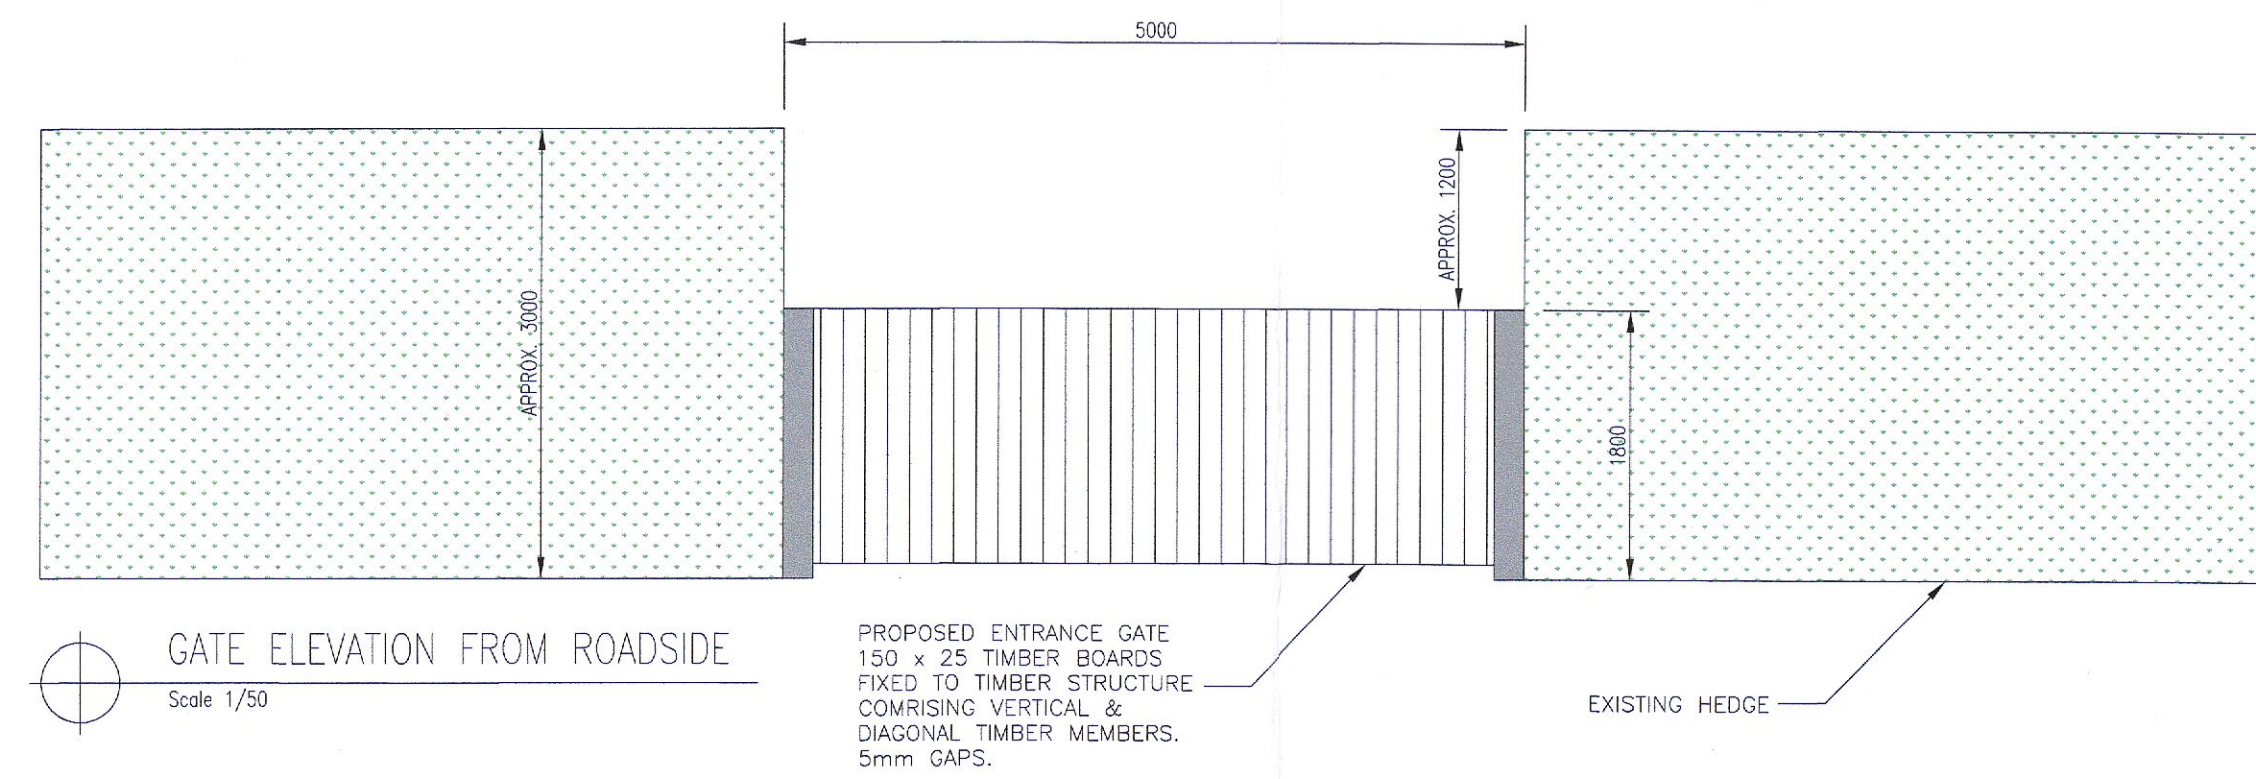 5000
APPROX. 3000
APPROX. 1200
1800
GATE ELEVATION FROM ROADSIDE
Scale 1/50
PROPOSED ENTRANCE GATE
150 x 25 TIMBER BOARDS
FIXED TO TIMBER STRUCTURE
COMRISING VERTICAL &
DIAGONAL TIMBER MEMBERS.
5mm GAPS.
EXISTING HEDGE